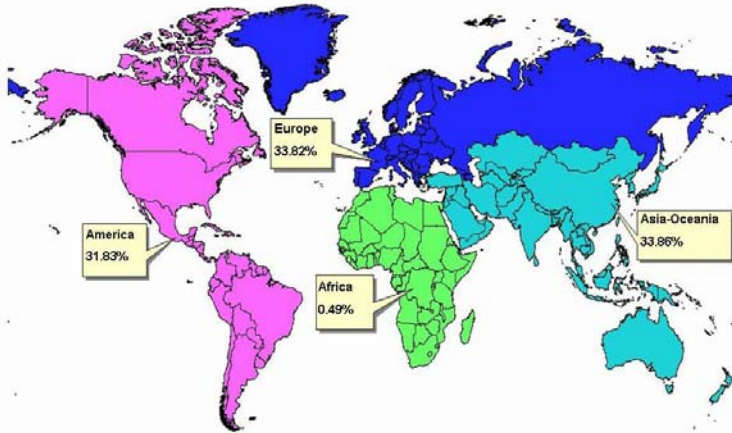 Europe
33.82%
America
31.83%
Asia-Oceania
33.86%
Africa
0.49%